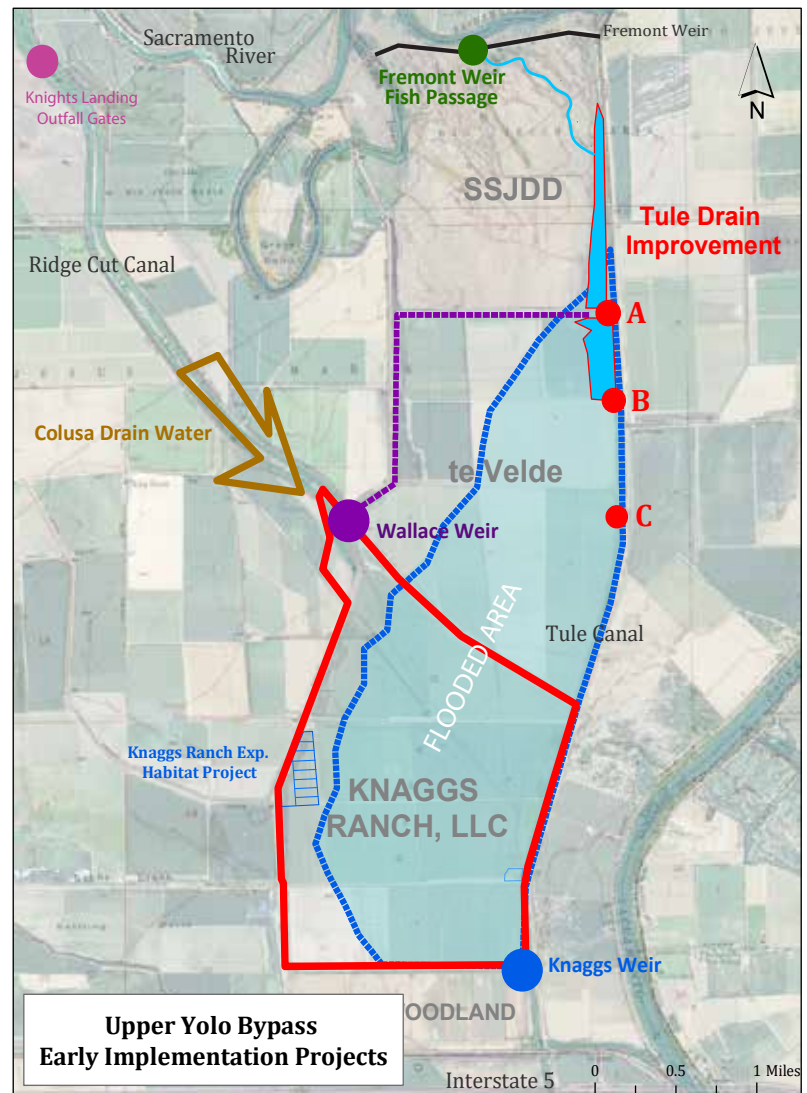 Sacramento
River
Fremont Weir
Fremont Weir
Fish Passage
Knights Landing
Outfall Gates
N
SSJDD
Tule Drain
Improvement
Ridge Cut Canal
A
B
Colusa Drain Water
te Velde
C
Wallace Weir
FLOODED AREA
Tule Canal
Knaggs Ranch Exp.
Habitat Project
KNAGGS
RANCH, LLC
Knaggs Weir
OODLAND
Upper Yolo Bypass
Early Implementation Projects
Interstate 5
0 0.5 1 Miles